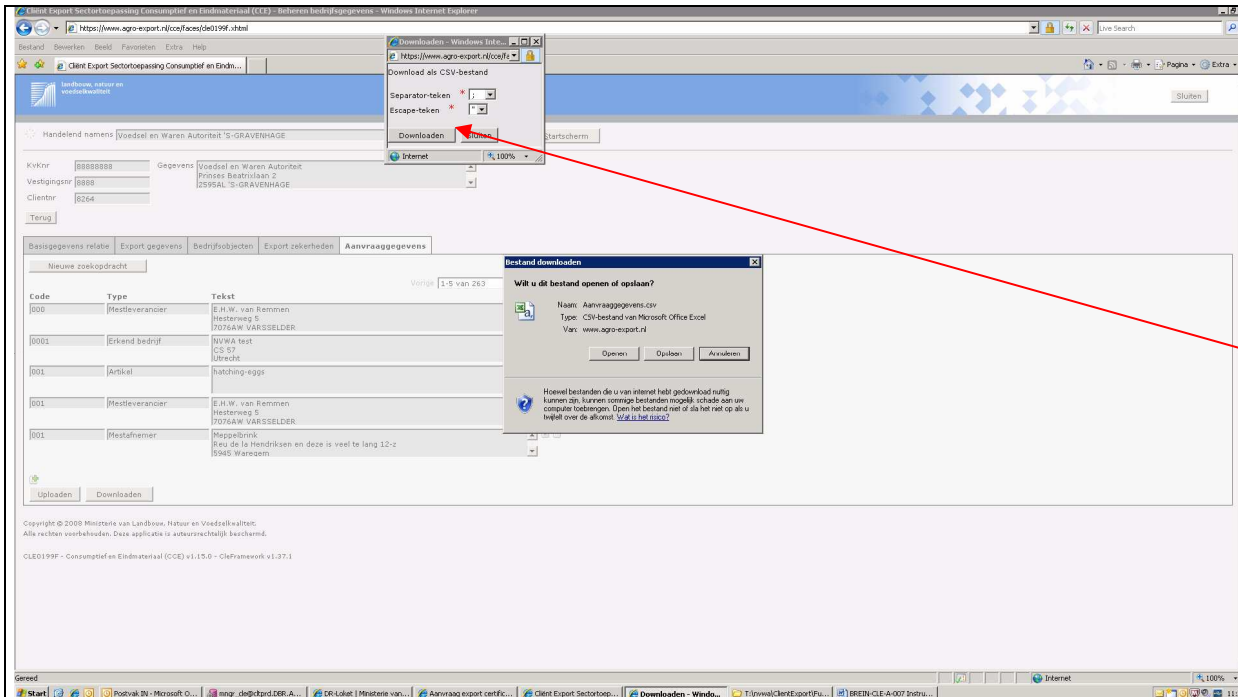 Cliënt Export Sectortoepassing Consumptief en Eindmateriaal (CCE) - Beheren bedrijfsgegevens - Windows Internet Explorer
https://www.agro-export.nl/cce/faces/cle0199f.xhtml
Live Search
Bestand Bewerken Beeld Favorieten Extra Help
Cliënt Export Sectortoepassing Consumptief en Eindm...
Pagina
Extra
Downloaden - Windows Inte...
https://www.agro-export.nl/cce/fa
Download als CSV-bestand
Separator-teken * ;
Escape-teken * "
Downloaden Sluiten
Internet 100%
landbouw, natuur en
voedselkwaliteit
Sluiten
Handelend namens Voedsel en Waren Autoriteit 'S-GRAVENHAGE
Startscherm
KvKnr 88888888 Gegevens Voedsel en Waren Autoriteit
Prinses Beatrixlaan 2
Vestigingsnr 8888
2595AL 'S-GRAVENHAGE
Clientnr 8264
Terug
Basisgegevens relatie Export gegevens Bedrijfsobjecten Export zekerheden Aanvraaggegevens
Nieuwe zoekopdracht
Vorige 1-5 van 263
Code Type Tekst
000 Mestleverancier E.H.W. van Remmen
Hesterweg 5
7076AW VARSSELDER
0001 Erkend bedrijf NVWA test
CS 57
Utrecht
001 Artikel hatching-eggs
001 Mestleverancier E.H.W. van Remmen
Hesterweg 5
7076AW VARSSELDER
001 Mestafnemer Meppelbrink
Reu de la Hendriksen en deze is veel te lang 12-z
5945 Waregem
Uploaden Downloaden
Bestand downloaden
Wilt u dit bestand openen of opslaan?
Naam: Aanvraaggegevens.csv
Type: CSV-bestand van Microsoft Office Excel
Van: www.agro-export.nl
Openen Opslaan Annuleren
Hoewel bestanden die u van internet hebt gedownload nuttig
kunnen zijn, kunnen sommige bestanden mogelijk schade aan uw
computer toebrengen. Open het bestand niet of sla het niet op als u
twijfelt over de afkomst. Wat is het risico?
Copyright © 2008 Ministerie van Landbouw, Natuur en Voedselkwaliteit.
Alle rechten voorbehouden. Deze applicatie is auteursrechtelijk beschermd.
CLE0199F - Consumptief en Eindmateriaal (CCE) v1.15.0 - CleFramework v1.37.1
Gereed
Internet 100%
Start
Postvak IN - Microsoft O...
mngr_cle@cltprd.DBR.A...
DR-Loket | Ministerie van...
Aanvraag export certific...
Cliënt Export Sectortoep...
Downloaden - Windo...
T:\nvwa\ClientExport\Fu...
BREIN-CLE-A-007 Instru...